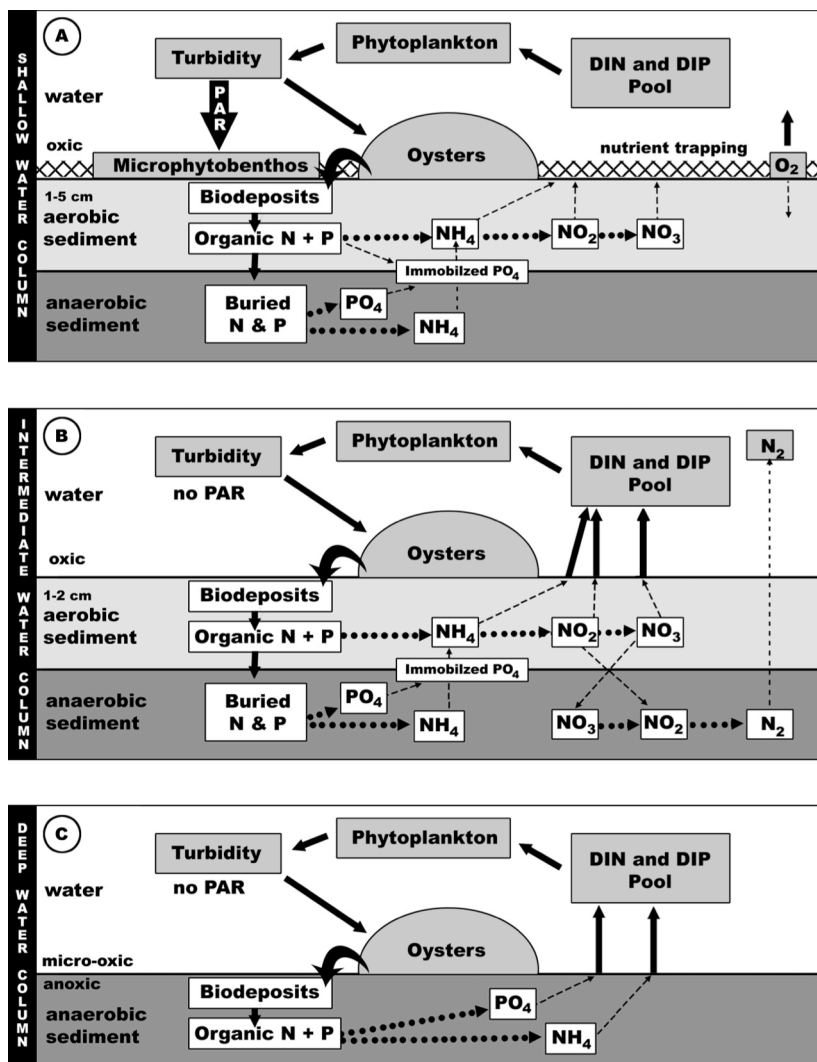 SHALLOW WATER COLUMN
A
Turbidity
Phytoplankton
DIN and DIP
Pool
water
PAR
oxic
nutrient trapping
Microphytobenthos
Oysters
O₂
1-5 cm
aerobic
sediment
Biodeposits
Organic N + P
NH₄
NO₂
NO₃
Immobilzed PO₄
anaerobic
sediment
Buried
N & P
PO₄
NH₄
INTERMEDIATE WATER COLUMN
B
Turbidity
no PAR
Phytoplankton
DIN and DIP
Pool
N₂
water
oxic
Oysters
1-2 cm
aerobic
sediment
Biodeposits
Organic N + P
NH₄
NO₂
NO₃
Immobilzed PO₄
anaerobic
sediment
Buried
N & P
PO₄
NH₄
NO₃
NO₂
N₂
DEEP WATER COLUMN
C
Turbidity
no PAR
Phytoplankton
DIN and DIP
Pool
water
micro-oxic
Oysters
anoxic
anaerobic
sediment
Biodeposits
Organic N + P
PO₄
NH₄